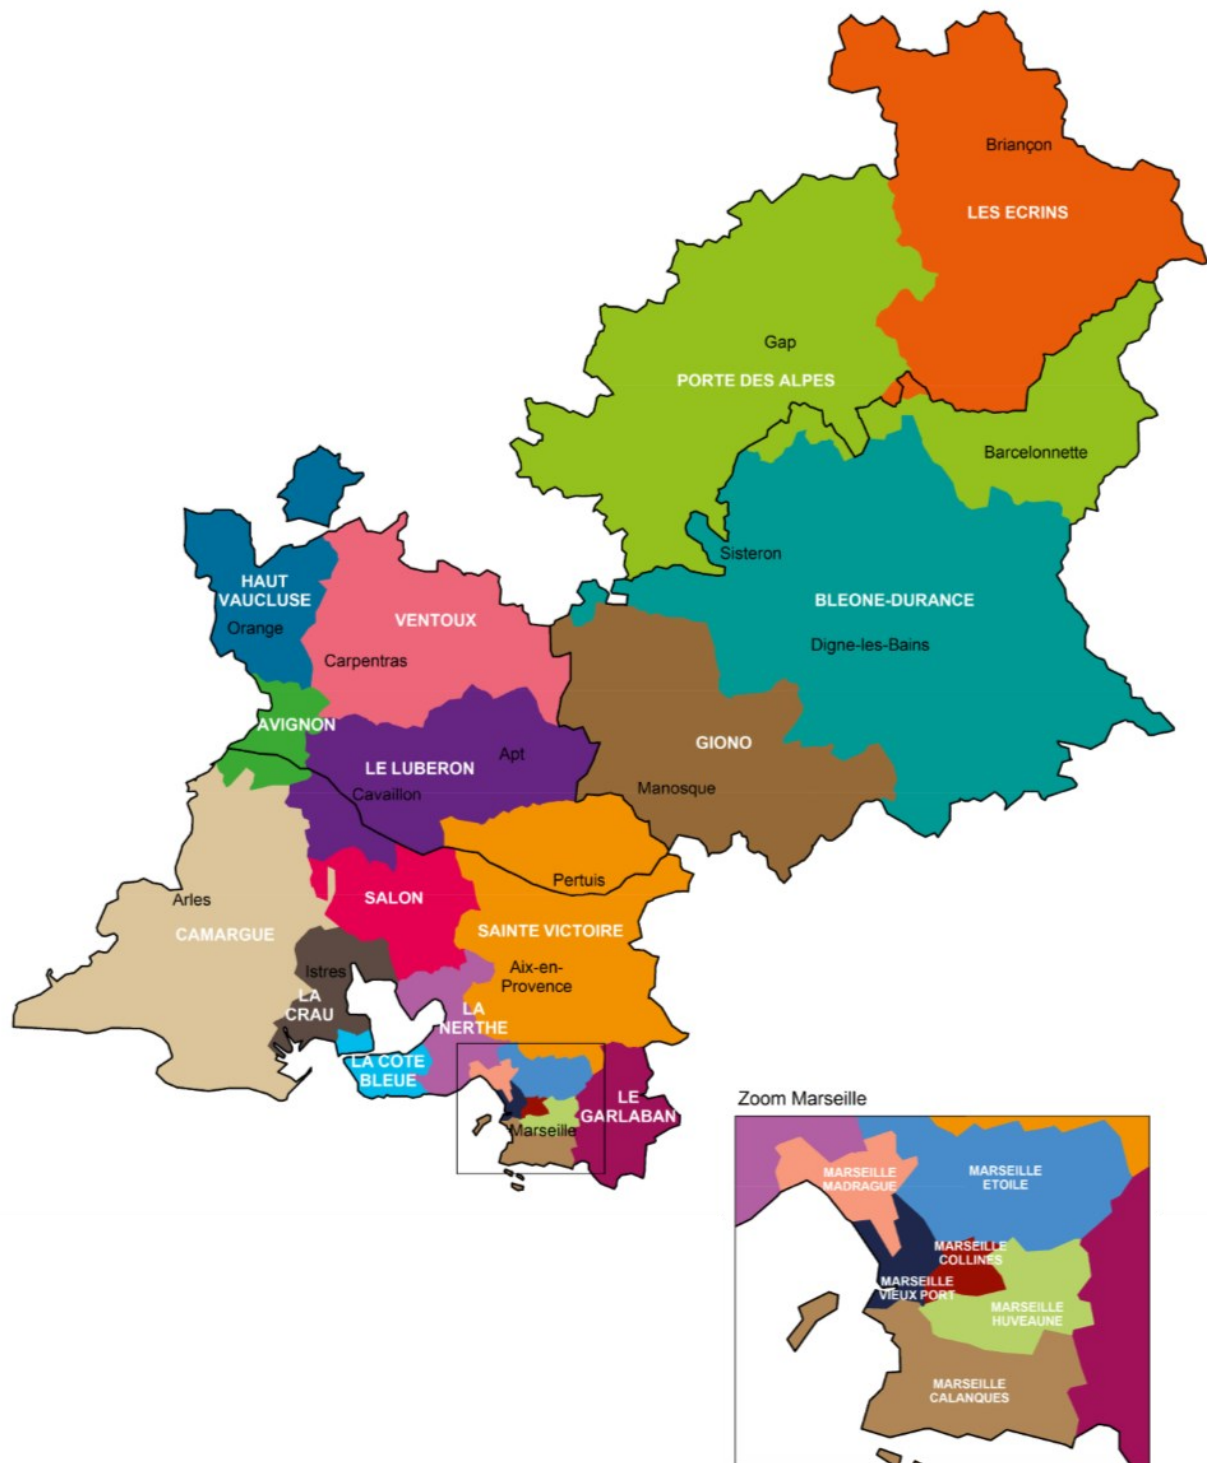 Briançon
LES ECRINS
Gap
PORTE DES ALPES
Barcelonnette
Sisteron
HAUT
VAUCLUSE
Orange
VENTOUX
Carpentras
BLEONE-DURANCE
Digne-les-Bains
AVIGNON
LE LUBERON
Apt
Cavaillon
GIONO
Manosque
Pertuis
Arles
CAMARGUE
SALON
SAINTE VICTOIRE
Aix-en-
Provence
Istres
LA
CRAU
LA
NERTHE
LA COTE
BLEUE
LE
GARLABAN
Marseille
Zoom Marseille
MARSEILLE
MADRAGUE
MARSEILLE
ETOILE
MARSEILLE
COLLINES
MARSEILLE
VIEUX PORT
MARSEILLE
HUVEAUNE
MARSEILLE
CALANQUES